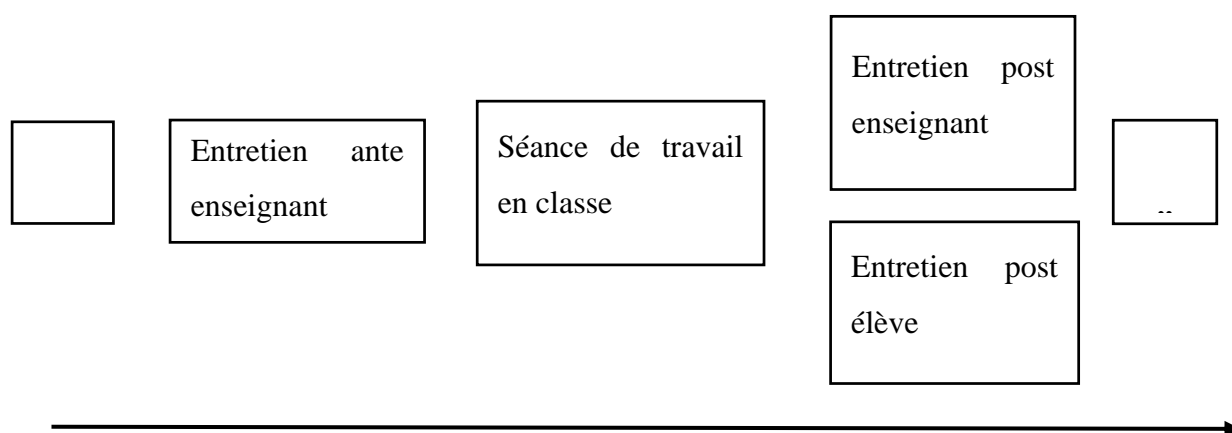 Entretien ante
enseignant
Séance de travail
en classe
Entretien post
enseignant
Entretien post
élève
..